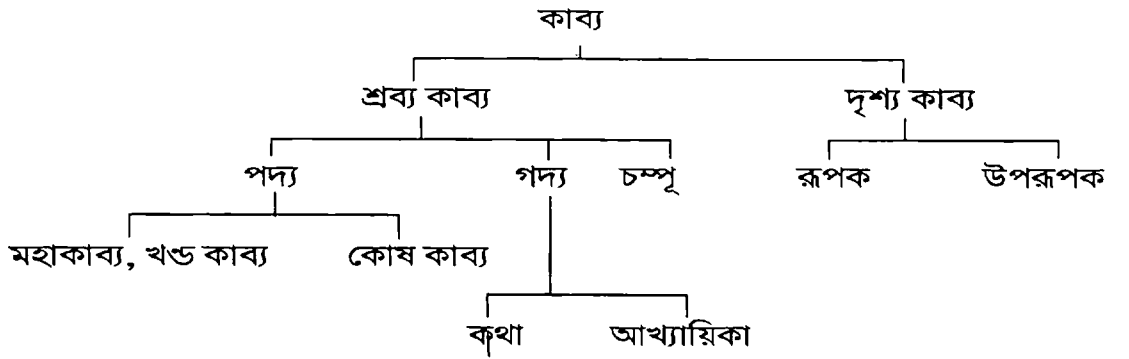 কাব্য
শ্রব্য কাব্য দৃশ্য কাব্য
পদ্য গদ্য চম্পূ রূপক উপরূপক
মহাকাব্য, খণ্ড কাব্য কোষ কাব্য
কথা আখ্যায়িকা